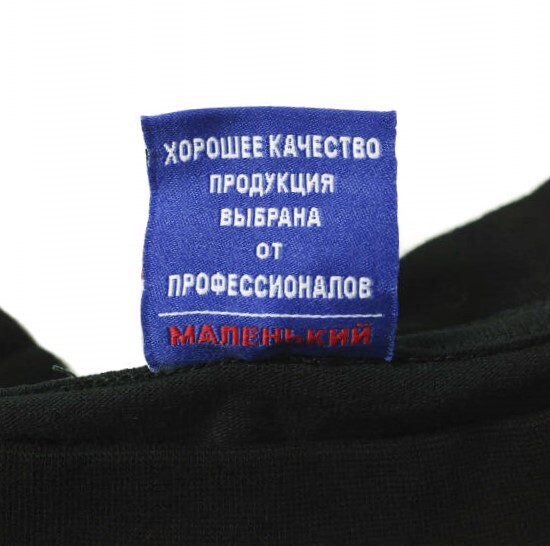 ХОРОШЕЕ КАЧЕСТВО
ПРОДУКЦИЯ
ВЫБРАНА
ОТ
ПРОФЕССИОНАЛОВ
МАЛЕНЬКИЙ